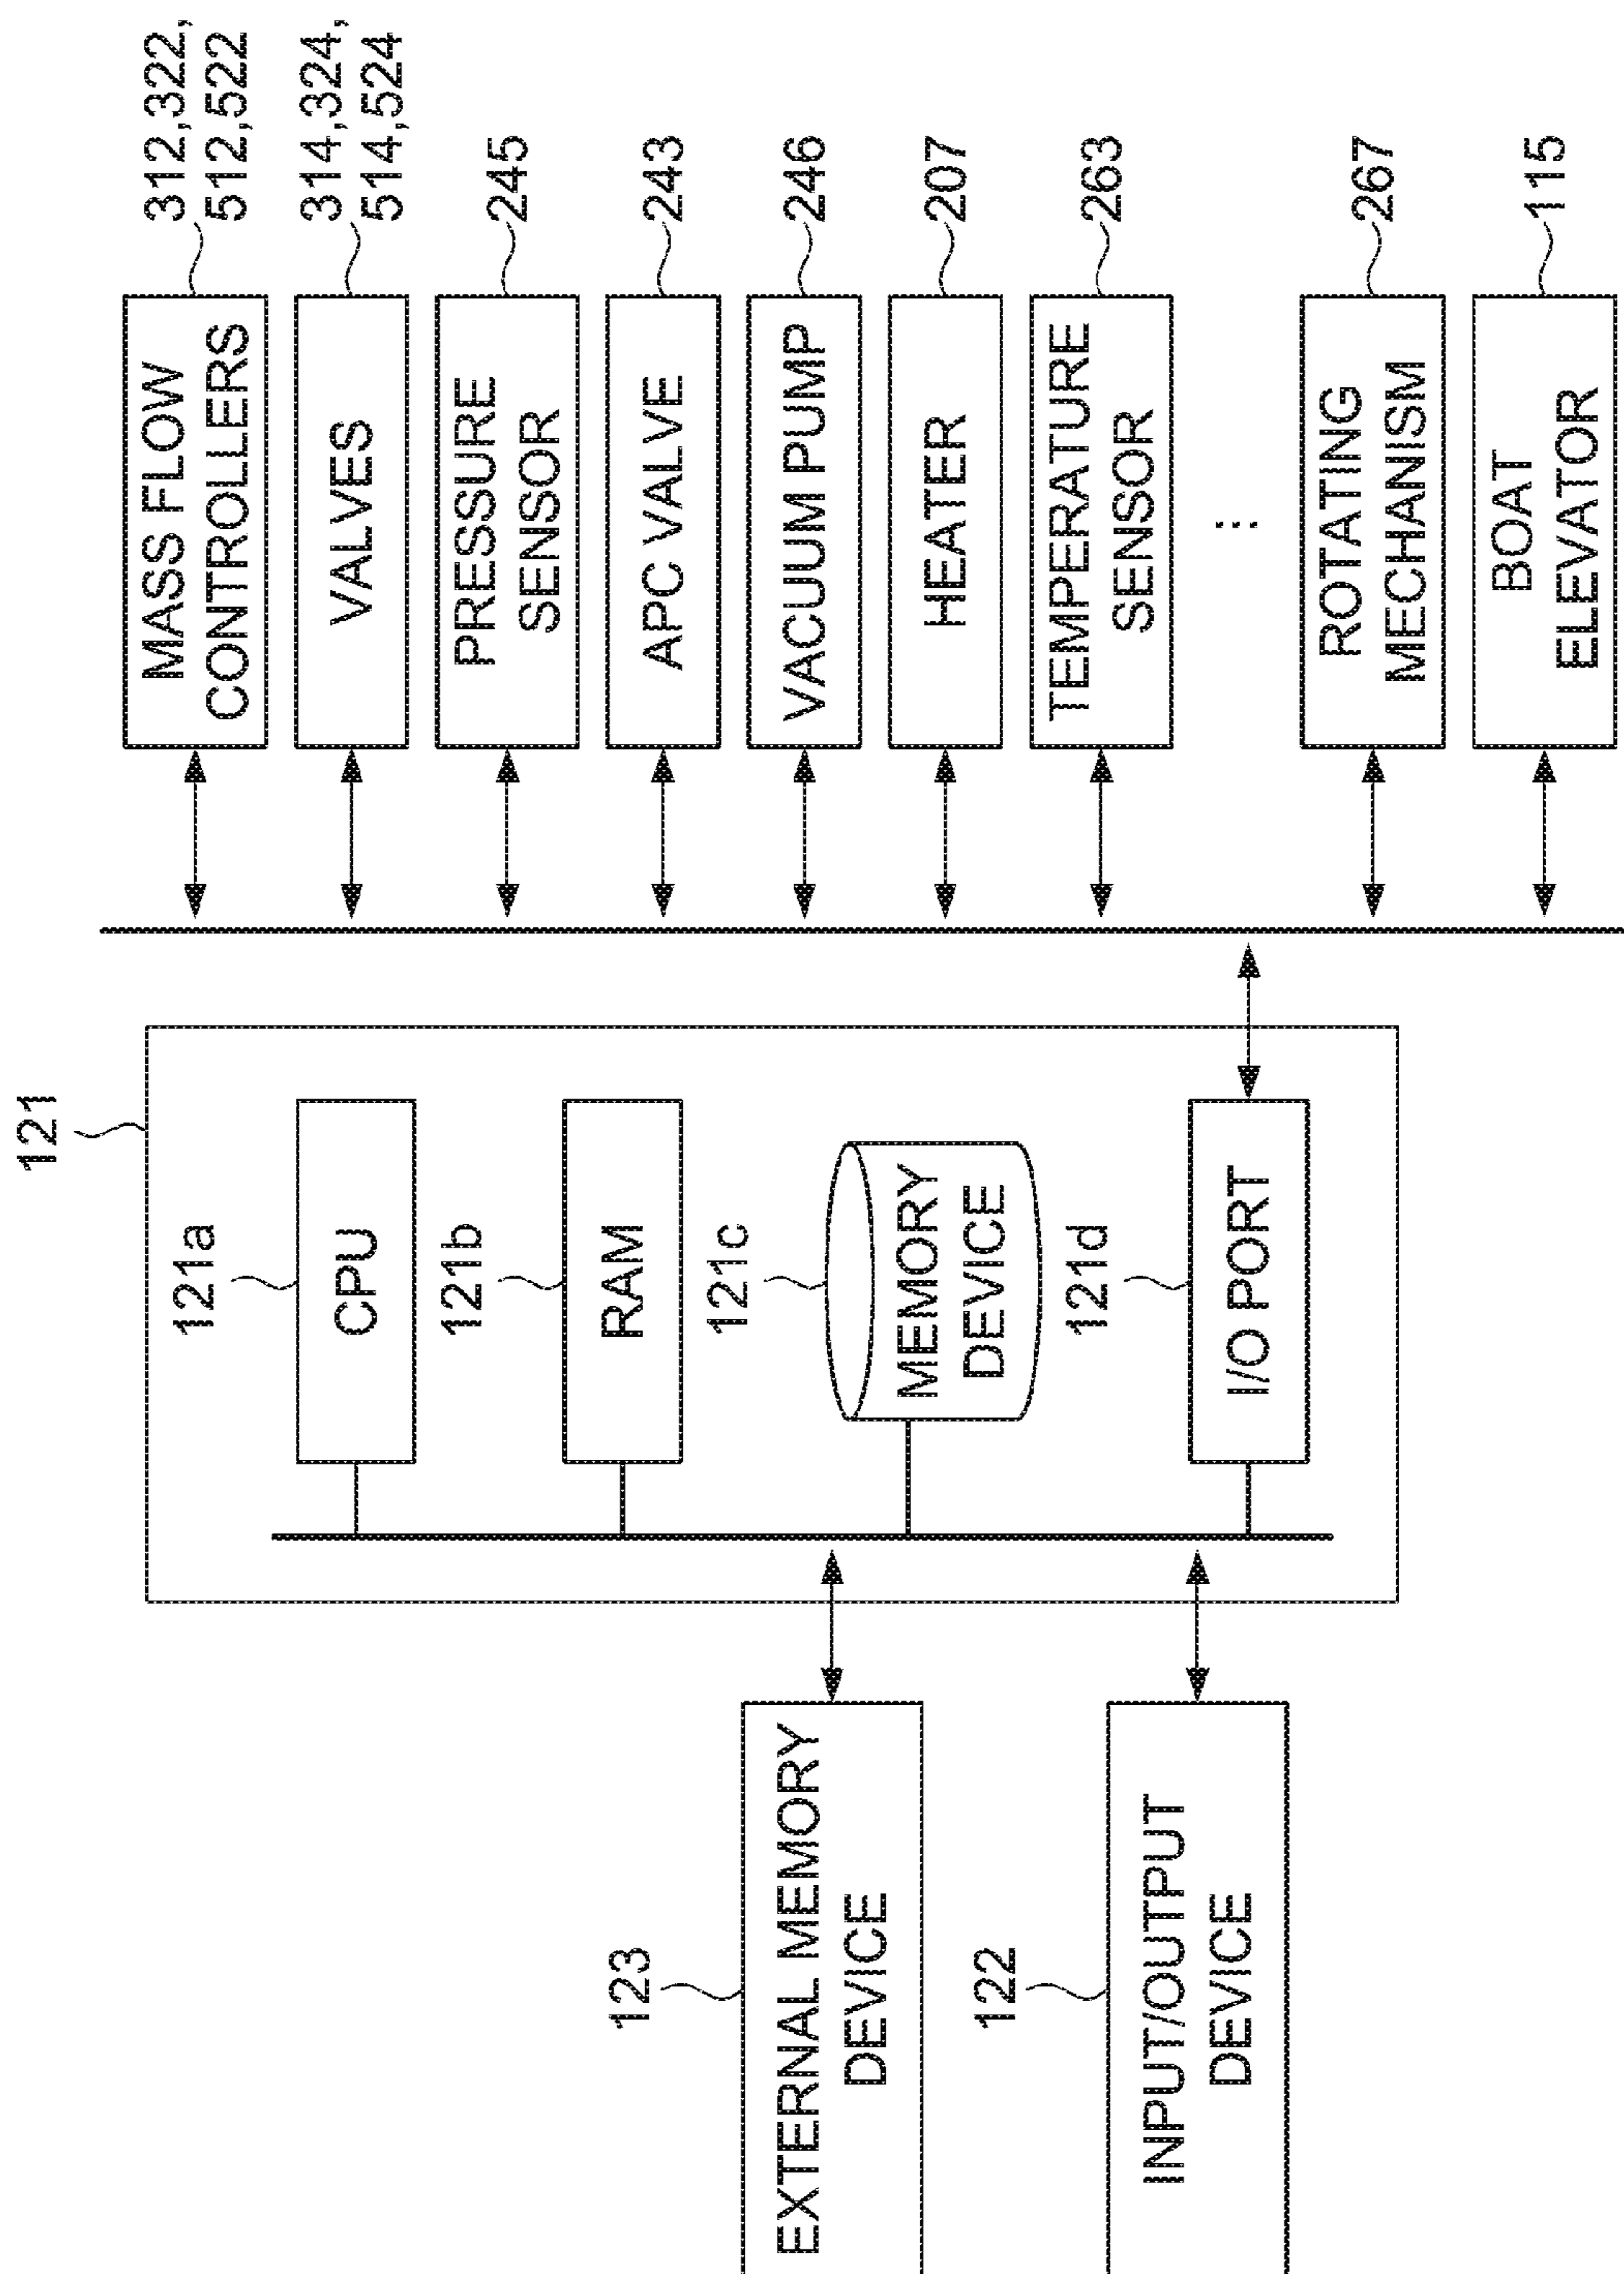 121
121a
CPU
121b
RAM
121c
MEMORY
DEVICE
121d
I/O PORT
123
EXTERNAL MEMORY
DEVICE
122
INPUT/OUTPUT
DEVICE
MASS FLOW
CONTROLLERS
312,322,
512,522
VALVES
314,324,
514,524
PRESSURE
SENSOR
245
APC VALVE
243
VACUUM PUMP
246
HEATER
207
TEMPERATURE
SENSOR
263
ROTATING
MECHANISM
267
BOAT
ELEVATOR
115